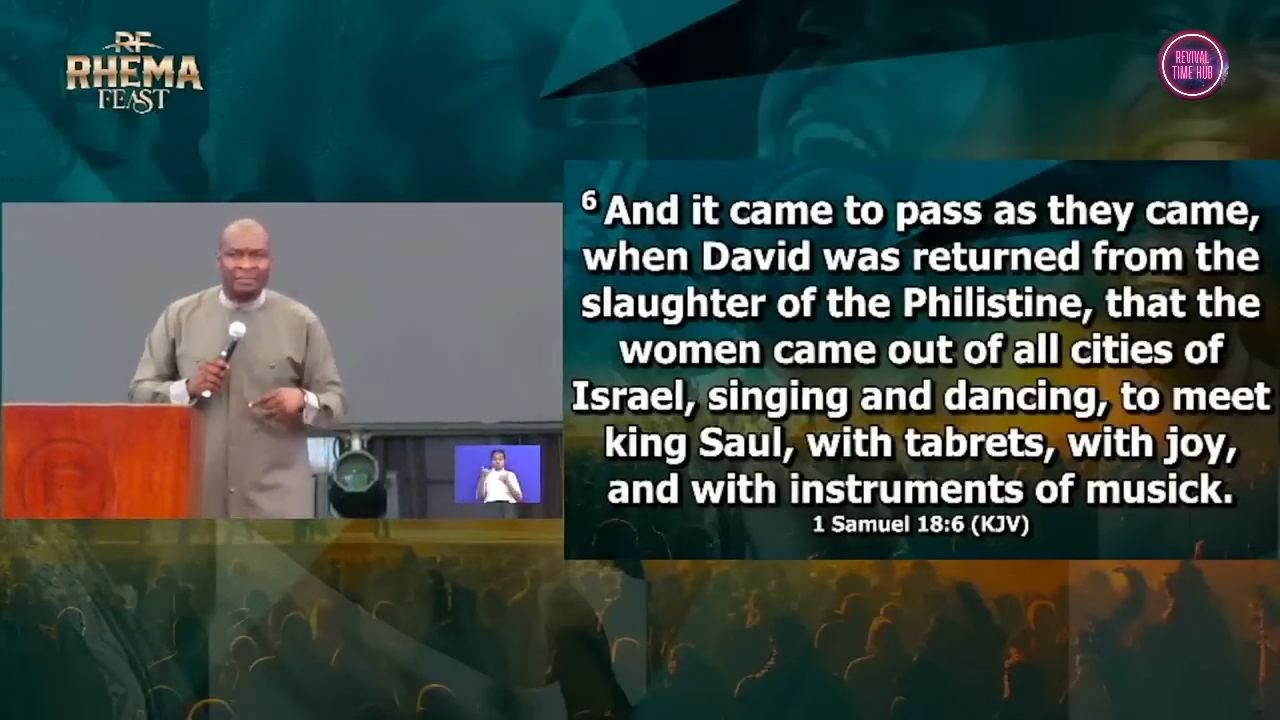 RF
RHEMA
FEAST
REVIVAL
TIME HUB
6 And it came to pass as they came,
when David was returned from the
slaughter of the Philistine, that the
women came out of all cities of
Israel, singing and dancing, to meet
king Saul, with tabrets, with joy,
and with instruments of musick.
1 Samuel 18:6 (KJV)